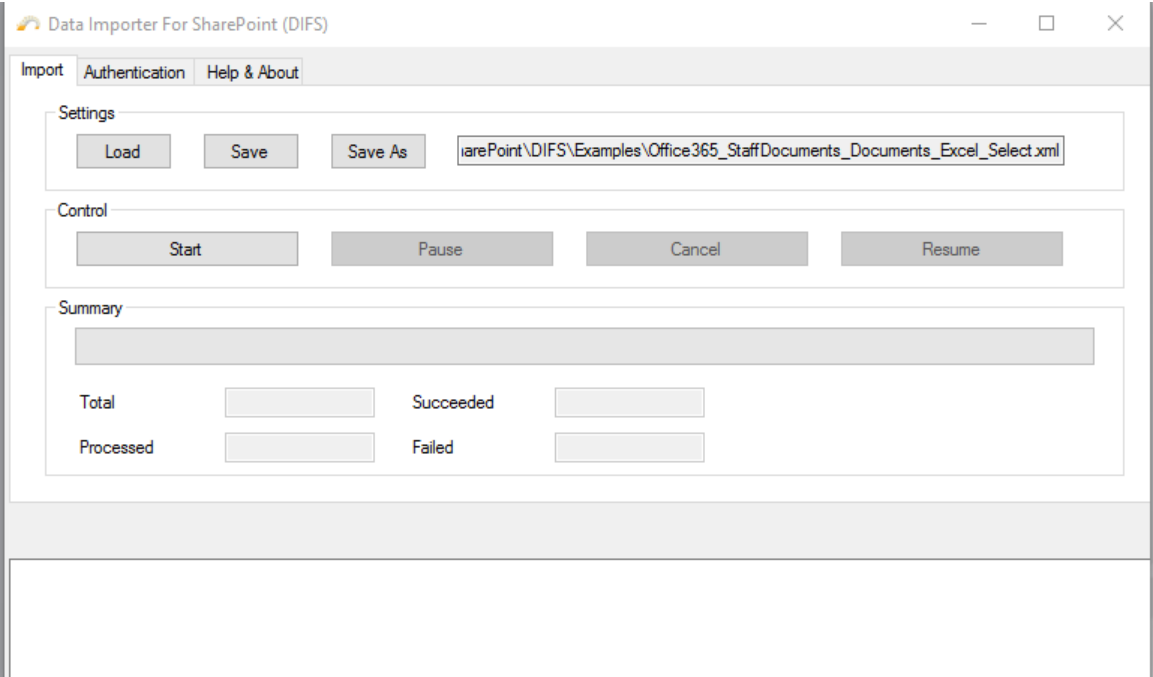 Data Importer For SharePoint (DIFS)
Import Authentication Help & About
Settings
Load Save Save As arePoint\DIFS\Examples\Office365_StaffDocuments_Documents_Excel_Select.xml
Control
Start Pause Cancel Resume
Summary
Total Succeeded
Processed Failed